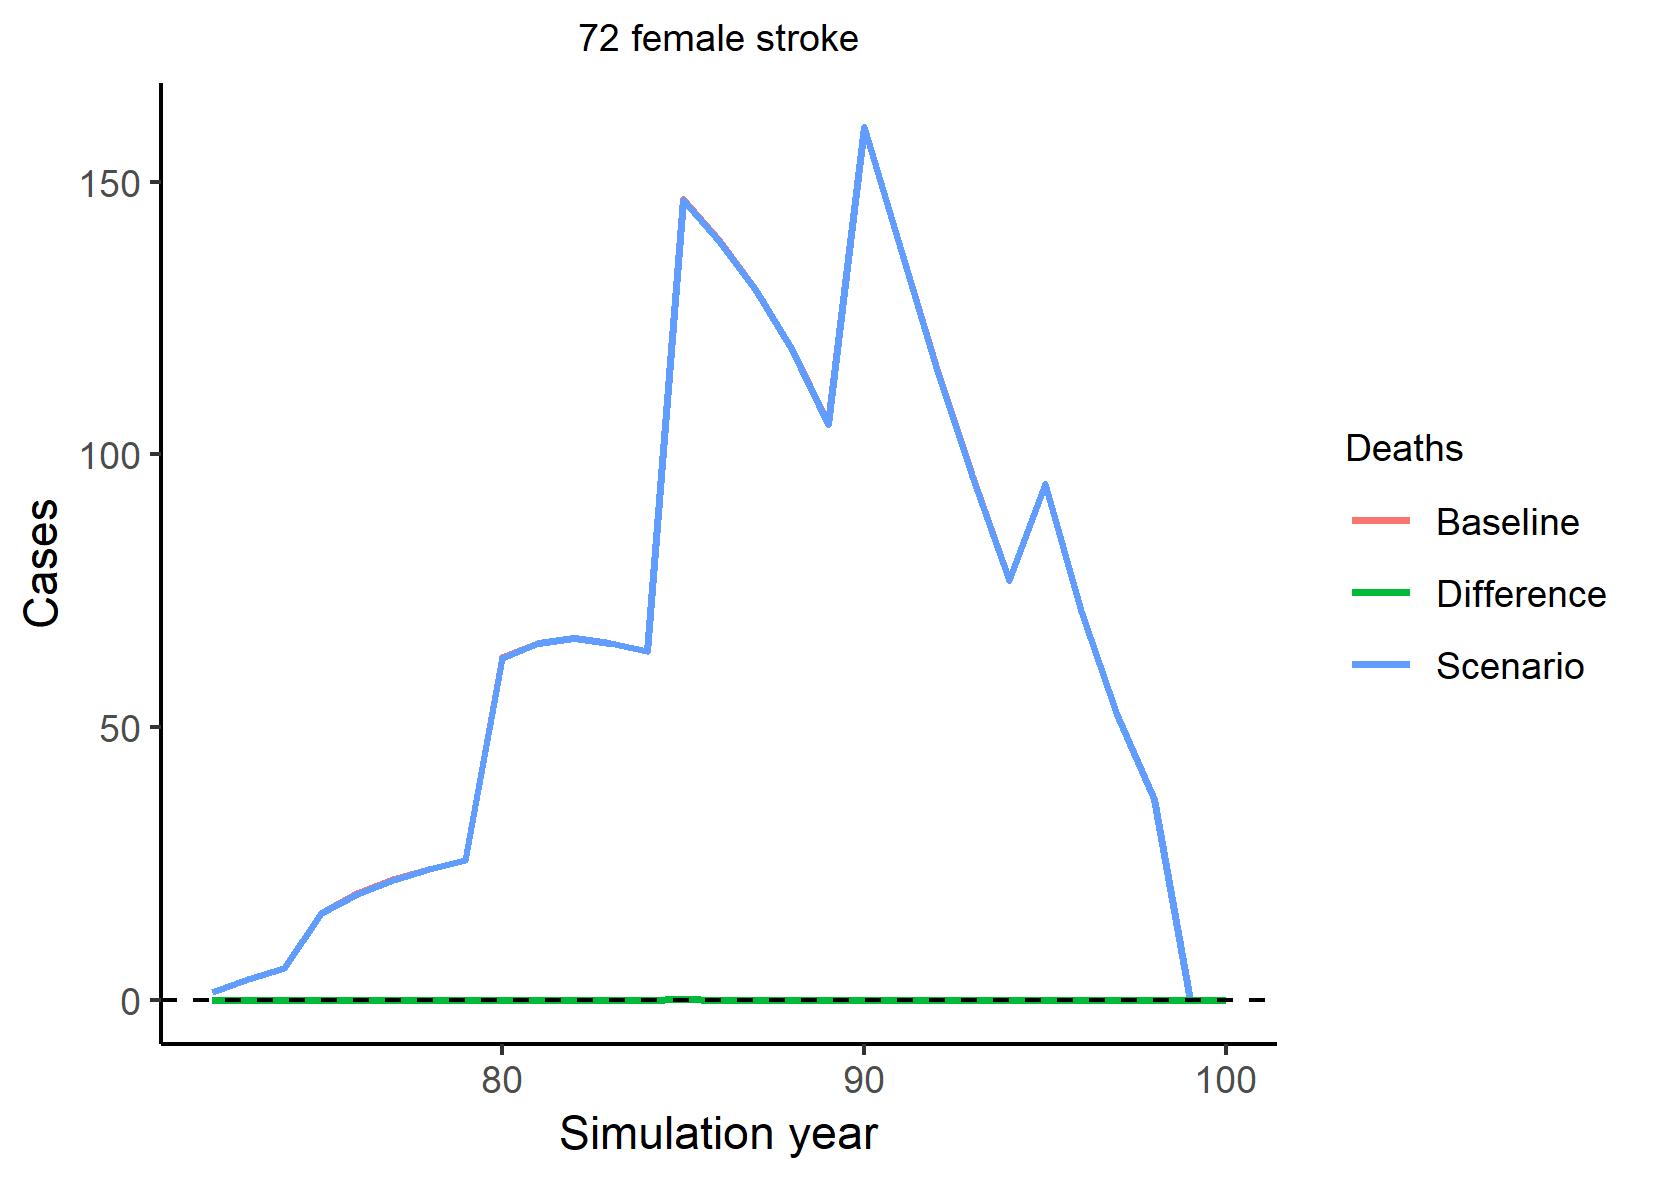 72 female stroke
150
100
50
0
Cases
80
90
100
Simulation year
Deaths
Baseline
Difference
Scenario